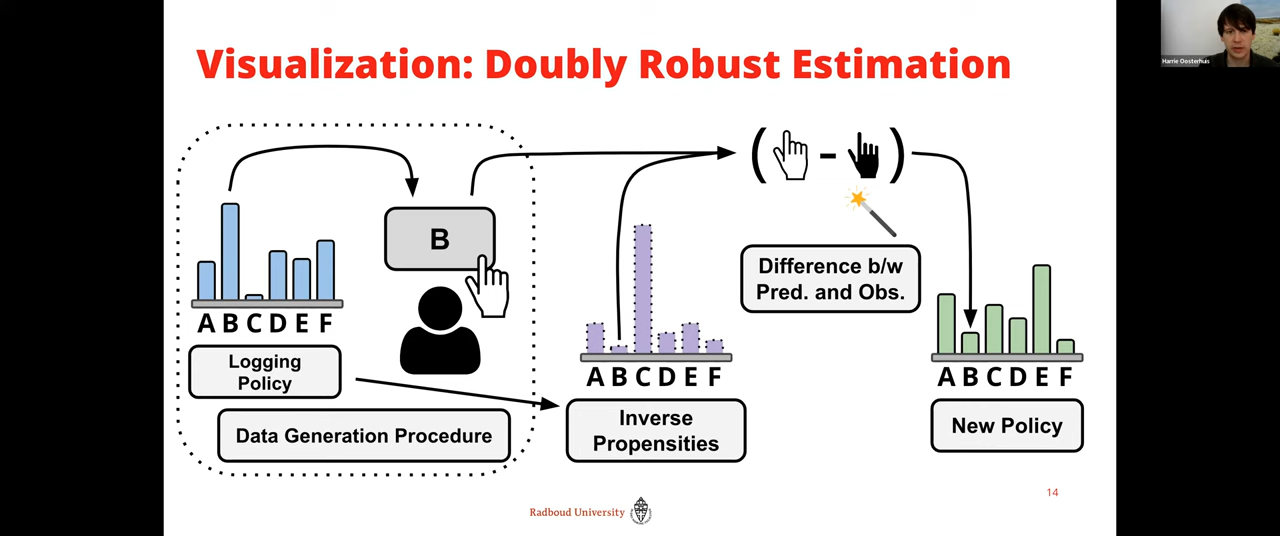 Visualization: Doubly Robust Estimation
Harrie Oosterhuis
( - )
B
A B C D E F
Logging
Policy
Data Generation Procedure
A B C D E F
Inverse
Propensities
Difference b/w
Pred. and Obs.
A B C D E F
New Policy
14
Radboud University